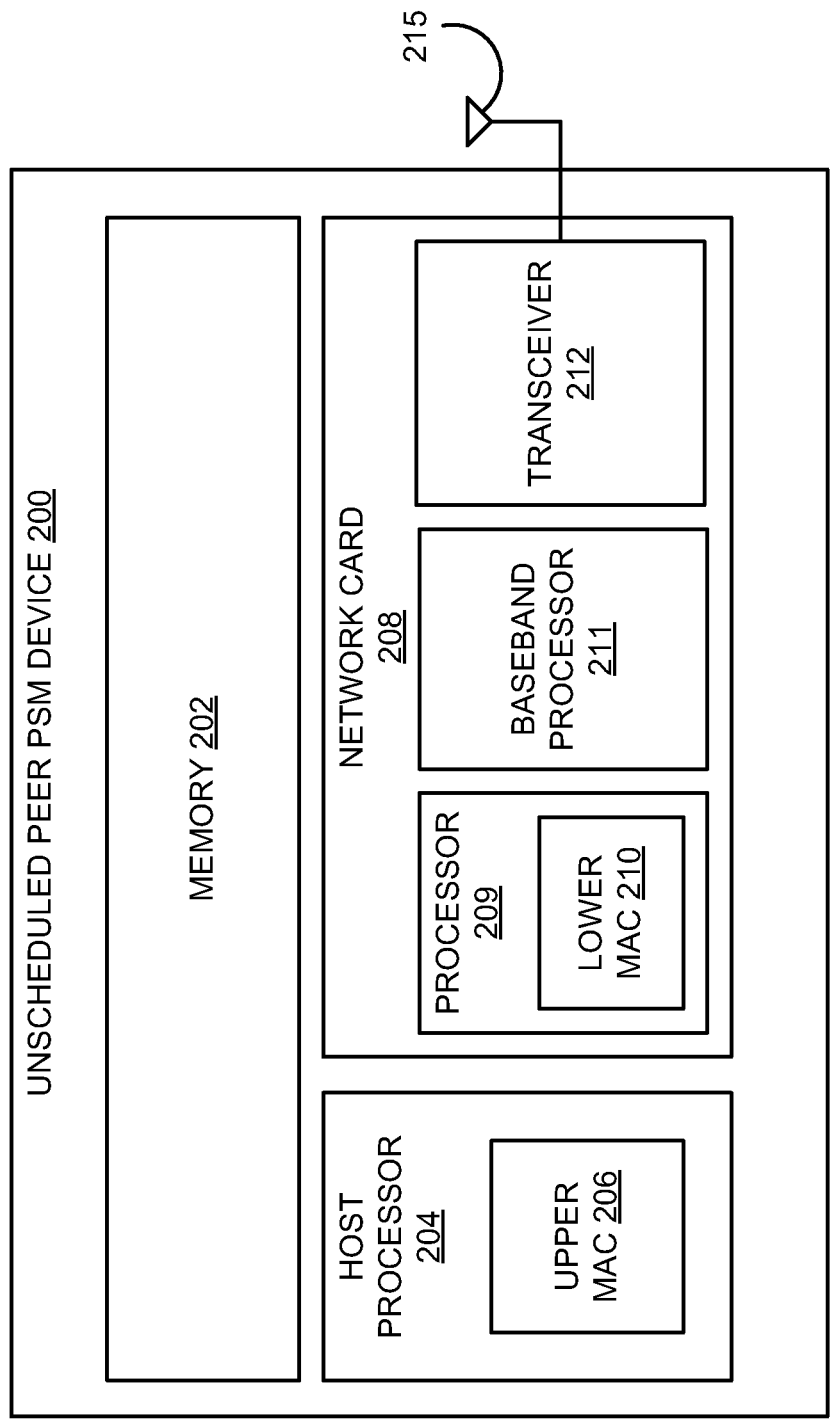 UNSCHEDULED PEER PSM DEVICE 200
MEMORY 202
HOST
PROCESSOR
204
UPPER
MAC 206
NETWORK CARD
208
PROCESSOR
209
LOWER
MAC 210
BASEBAND
PROCESSOR
211
TRANSCEIVER
212
215